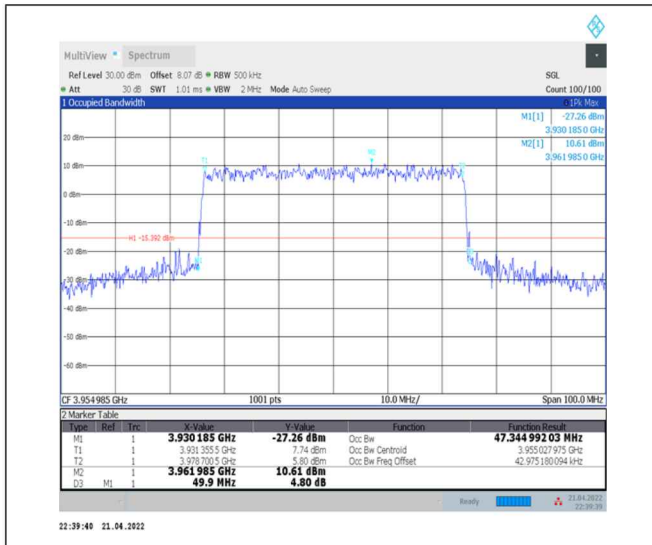 MultiView Spectrum
Ref Level 30.00 dBm Offset 8.07 dB RBW 500 kHz SGL
Att 30 dB SWT 1.01 ms VBW 2 MHz Mode Auto Sweep Count 100/100
1 Occupied Bandwidth 1Pk Max
M1[1] -27.26 dBm
3.930 185 0 GHz
M2[1] 10.61 dBm
3.961 985 0 GHz
20 dBm
10 dBm
0 dBm
-10 dBm
H1 -15.392 dBm
-20 dBm
-30 dBm
-40 dBm
-50 dBm
-60 dBm
CF 3.954 985 GHz 1001 pts 10.0 MHz/ Span 100.0 MHz
2 Marker Table
Type Ref Trc X-Value Y-Value Function Function Result
M1 1 3.930 185 GHz -27.26 dBm Occ Bw 47.344 992 03 MHz
T1 1 3.931 355 5 GHz 7.74 dBm Occ Bw Centroid 3.955 027 975 GHz
T2 1 3.978 700 5 GHz 5.80 dBm Occ Bw Freq Offset 42.975 180 094 kHz
M2 1 3.961 985 GHz 10.61 dBm
D3 M1 1 49.9 MHz 4.80 dB
Ready 21.04.2022
22:39:39
22:39:40 21.04.2022